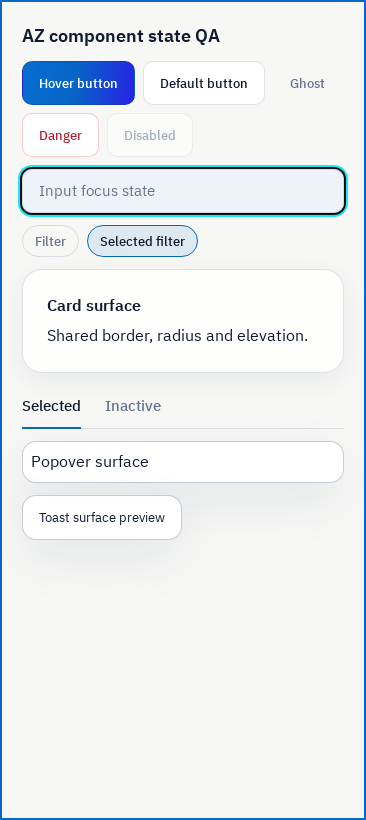 AZ component state QA
Hover button
Default button
Ghost
Danger
Disabled
Input focus state
Filter
Selected filter
Card surface
Shared border, radius and elevation.
Selected
Inactive
Popover surface
Toast surface preview